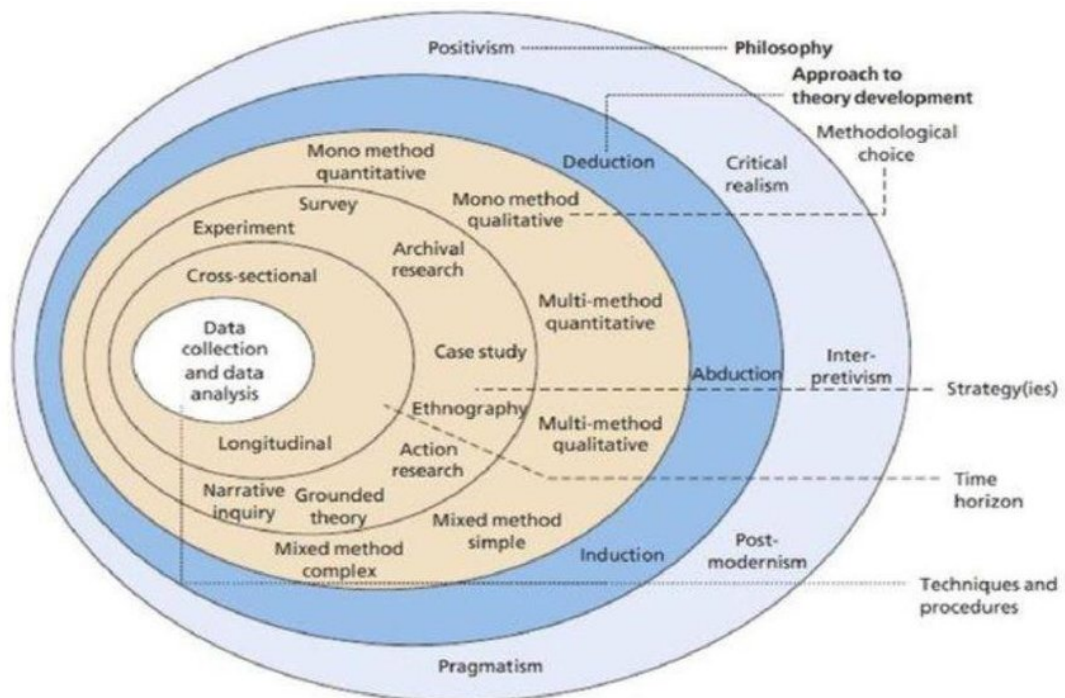 Positivism
Philosophy
Approach to
theory development
Methodological
choice
Mono method
quantitative
Deduction
Critical
realism
Mono method
qualitative
Survey
Experiment
Archival
research
Cross-sectional
Multi-method
quantitative
Data
collection
and data
analysis
Case study
Abduction
Inter-
pretivism
Strategy(ies)
Ethnography
Multi-method
qualitative
Longitudinal
Action
research
Time
horizon
Narrative
inquiry
Grounded
theory
Mixed method
simple
Mixed method
complex
Induction
Post-
modernism
Techniques and
procedures
Pragmatism